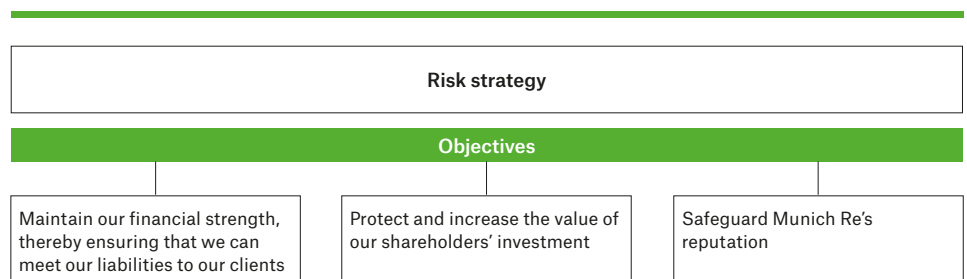 Risk strategy
Objectives
Maintain our financial strength,
thereby ensuring that we can
meet our liabilities to our clients
Protect and increase the value of
our shareholders’ investment
Safeguard Munich Re’s
reputation